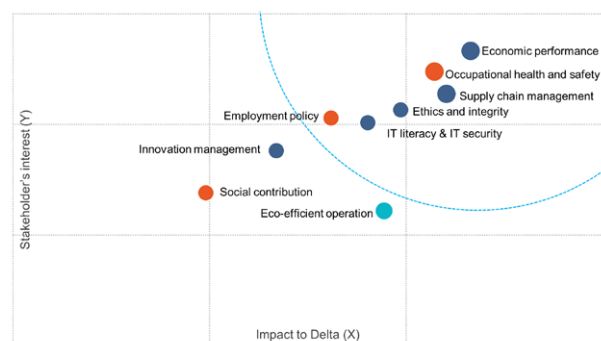 Economic performance
Occupational health and safety
Supply chain management
Ethics and integrity
Employment policy
IT literacy & IT security
Innovation management
Social contribution
Eco-efficient operation
Stakeholder's interest (Y)
Impact to Delta (X)